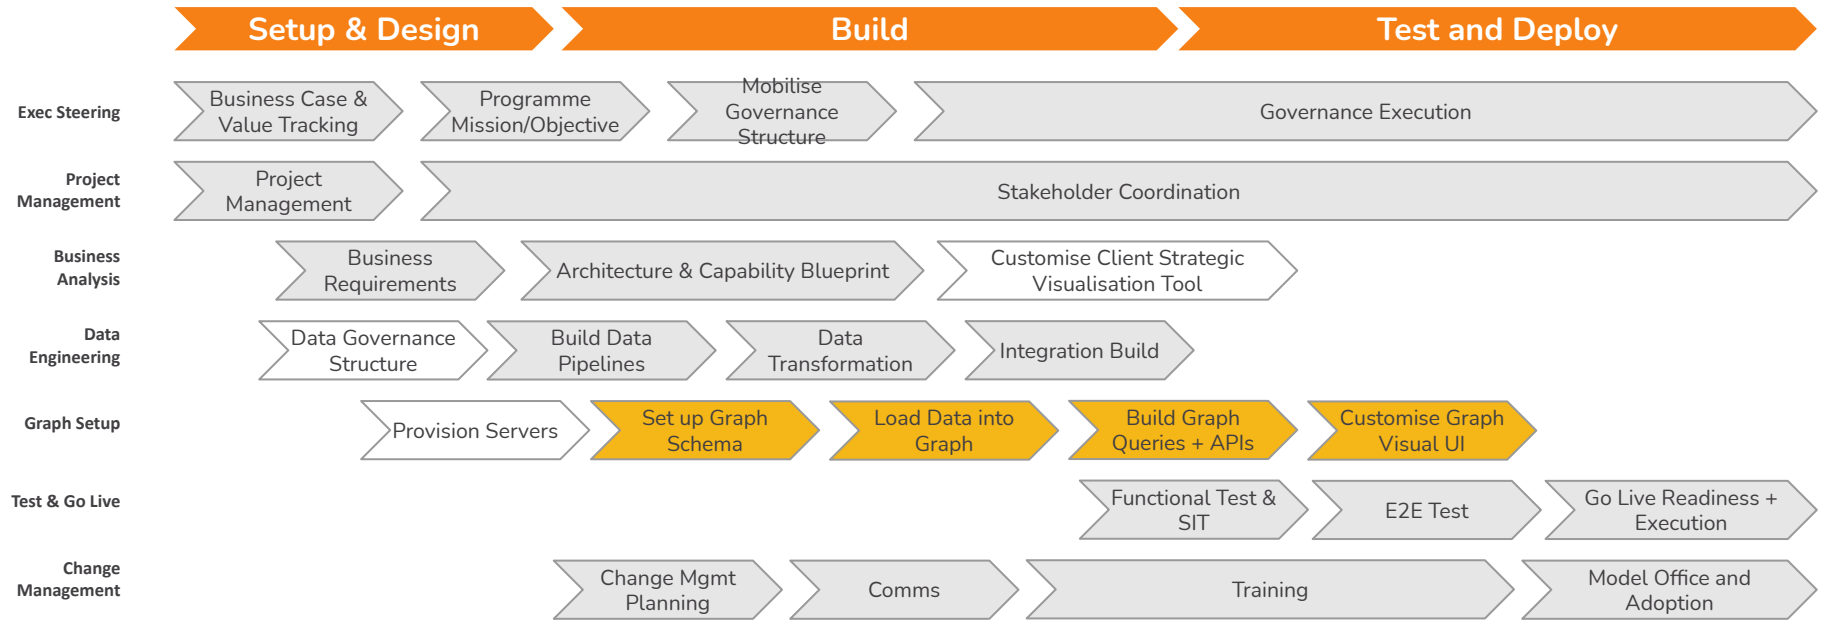 Setup & Design
Build
Test and Deploy
Exec Steering
Business Case &
Value Tracking
Programme
Mission/Objective
Mobilise
Governance
Structure
Governance Execution
Project
Management
Project
Management
Stakeholder Coordination
Business
Analysis
Business
Requirements
Architecture & Capability Blueprint
Customise Client Strategic
Visualisation Tool
Data
Engineering
Data Governance
Structure
Build Data
Pipelines
Data
Transformation
Integration Build
Graph Setup
Provision Servers
Set up Graph
Schema
Load Data into
Graph
Build Graph
Queries + APIs
Customise Graph
Visual UI
Test & Go Live
Functional Test &
SIT
E2E Test
Go Live Readiness +
Execution
Change
Management
Change Mgmt
Planning
Comms
Training
Model Office and
Adoption